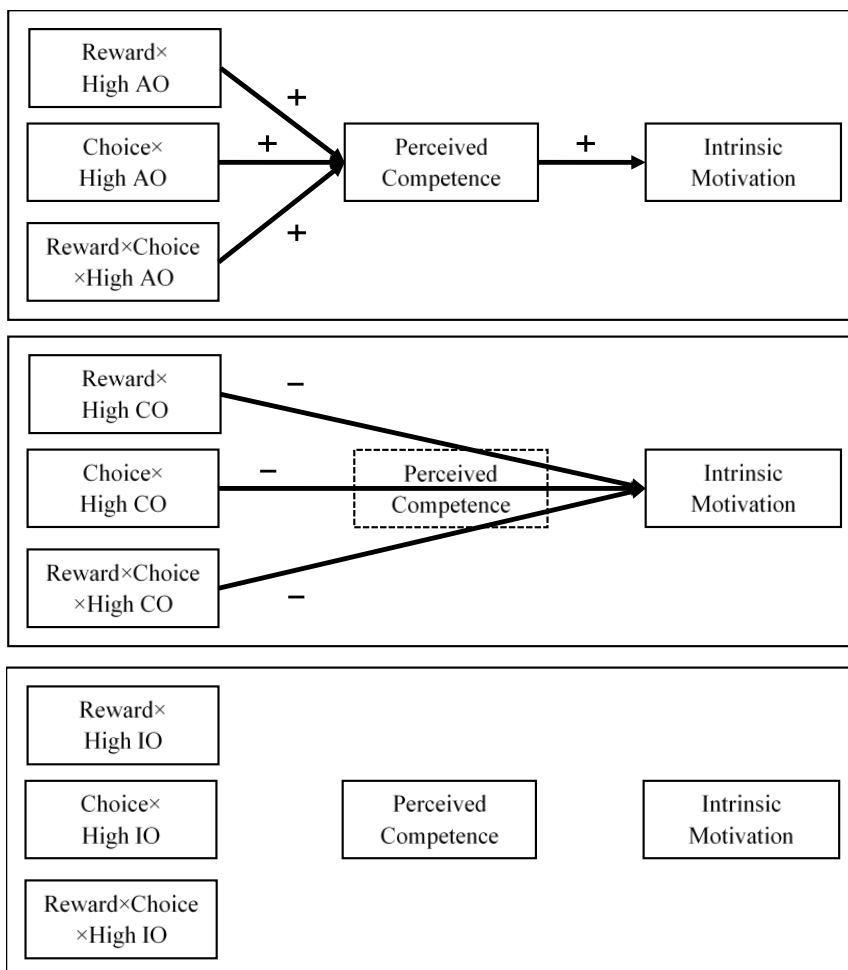 Reward×
High AO
+
Choice×
High AO
+
Perceived
Competence
+
Intrinsic
Motivation
Reward×Choice
×High AO
+
Reward×
High CO
−
Choice×
High CO
−
Perceived
Competence
Intrinsic
Motivation
Reward×Choice
×High CO
−
Reward×
High IO
Choice×
High IO
Perceived
Competence
Intrinsic
Motivation
Reward×Choice
×High IO